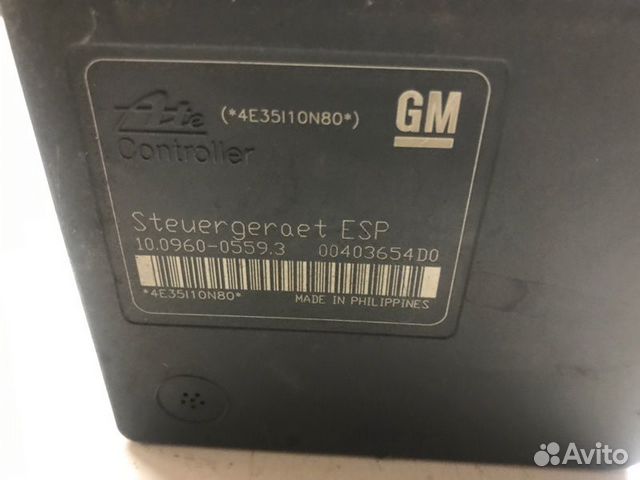 Ate (*4E35I10N80*) GM
Controller
Steuergeraet ESP
10.0960-0559.3 00403654D0
*4E35I10N80* MADE IN PHILIPPINES
Avito